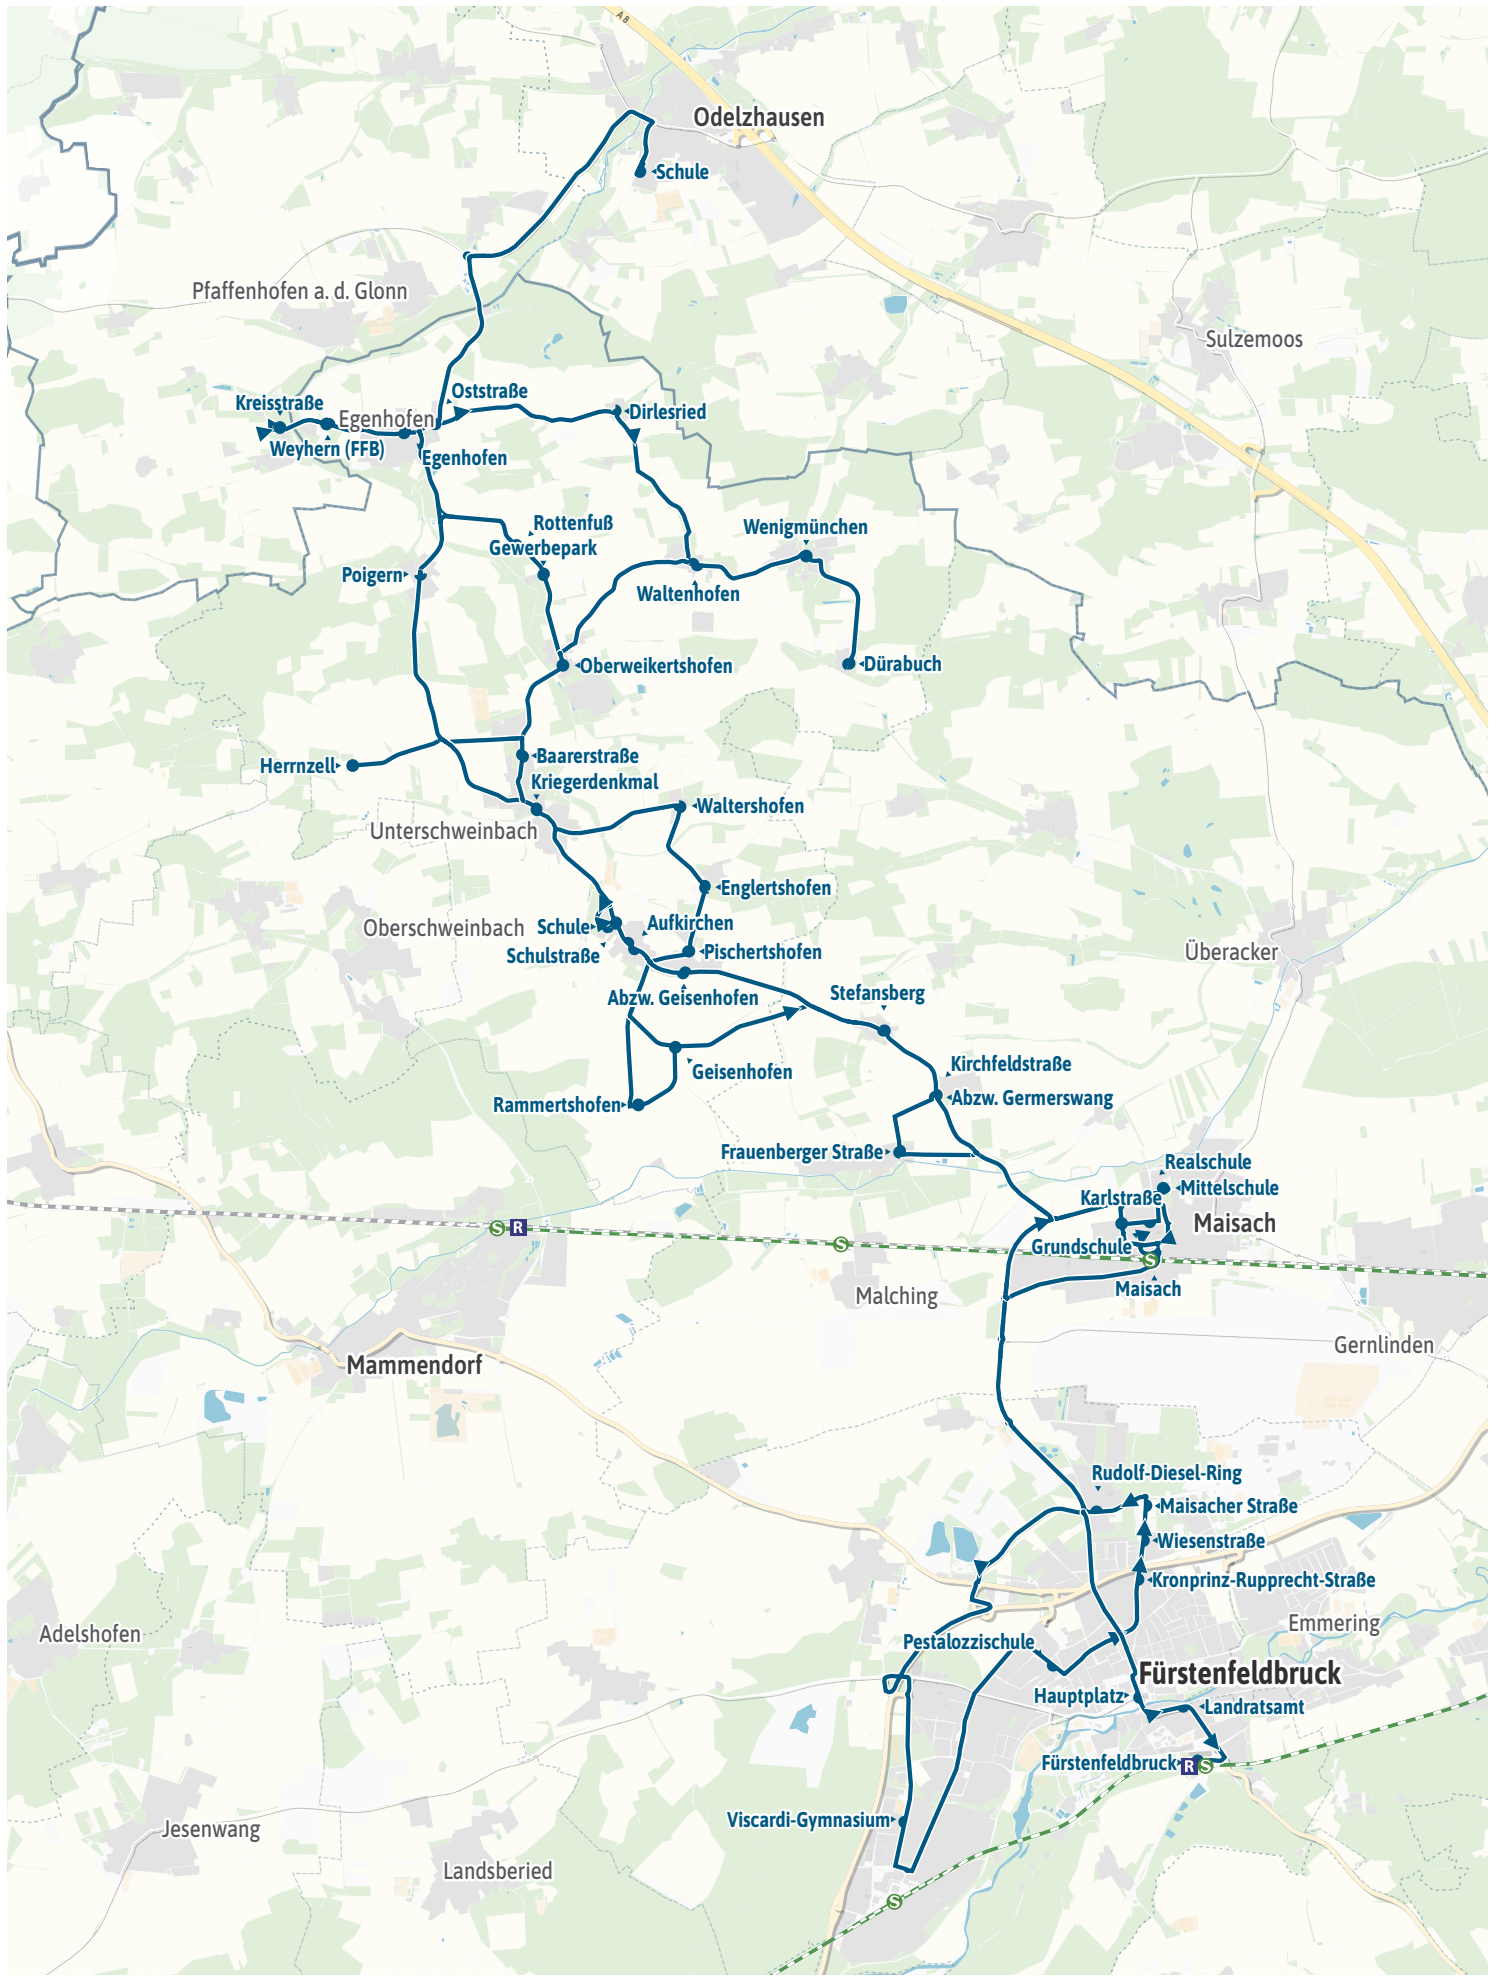 A 8
Odelzhausen
Schule
Pfaffenhofen a. d. Glonn
Sulzemoos
Oststraße
Kreisstraße
Dirlesried
Egenhofen
Weyhern (FFB)
Egenhofen
Rottenfuß
Wenigmünchen
Gewerbepark
Poigern
Waltenhofen
Oberweikertshofen
Dürabuch
Baarerstraße
Herrnzell
Kriegerdenkmal
Waltershofen
Unterschweinbach
Englertshofen
Oberschweinbach
Schule
Aufkirchen
Schulstraße
Pischertshofen
Überacker
Abzw. Geisenhofen
Stefansberg
Kirchfeldstraße
Geisenhofen
Abzw. Germerswang
Rammertshofen
Frauenberger Straße
Realschule
Mittelschule
Karlstraße
Maisach
S R
S
Grundschule
S
Maisach
Malching
Gernlinden
Mammendorf
Rudolf-Diesel-Ring
Maisacher Straße
Wiesenstraße
Kronprinz-Rupprecht-Straße
Emmering
Adelshofen
Pestalozzischule
Fürstenfeldbruck
Hauptplatz
Landratsamt
Fürstenfeldbruck
R S
Viscardi-Gymnasium
Jesenwang
Landsberied
S